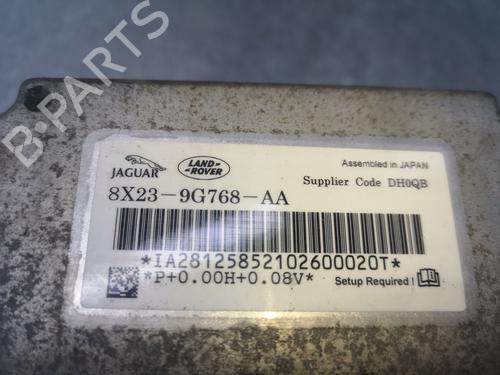 B-PARTS
JAGUAR
LAND-
ROVER
Assembled in JAPAN
8X23-9G768-AA
Supplier Code DH0QB
*IA28125852102600020T*
*P+0.00H+0.08V*
Setup Required !